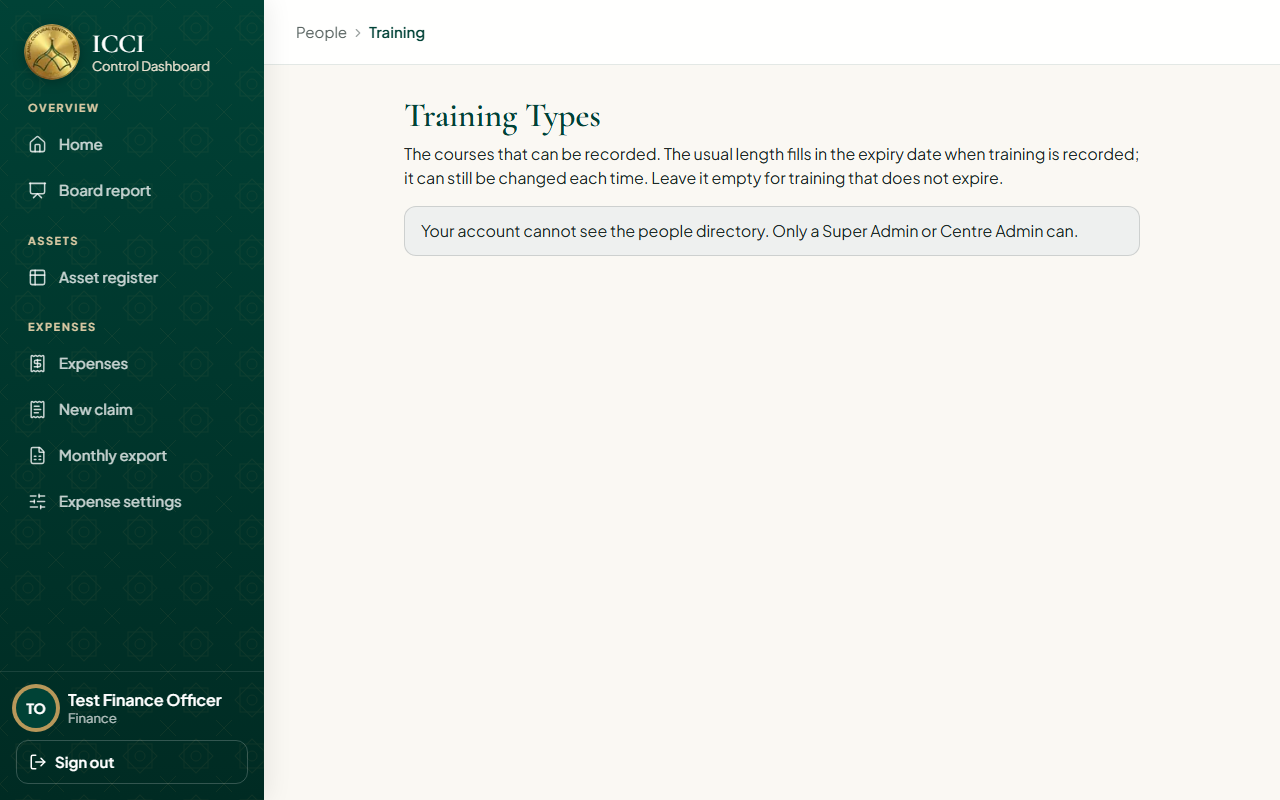 ICCI
Control Dashboard
OVERVIEW
Home
Board report
ASSETS
Asset register
EXPENSES
Expenses
New claim
Monthly export
Expense settings
TO
Test Finance Officer
Finance
Sign out
People > Training
Training Types
The courses that can be recorded. The usual length fills in the expiry date when training is recorded;
it can still be changed each time. Leave it empty for training that does not expire.
Your account cannot see the people directory. Only a Super Admin or Centre Admin can.